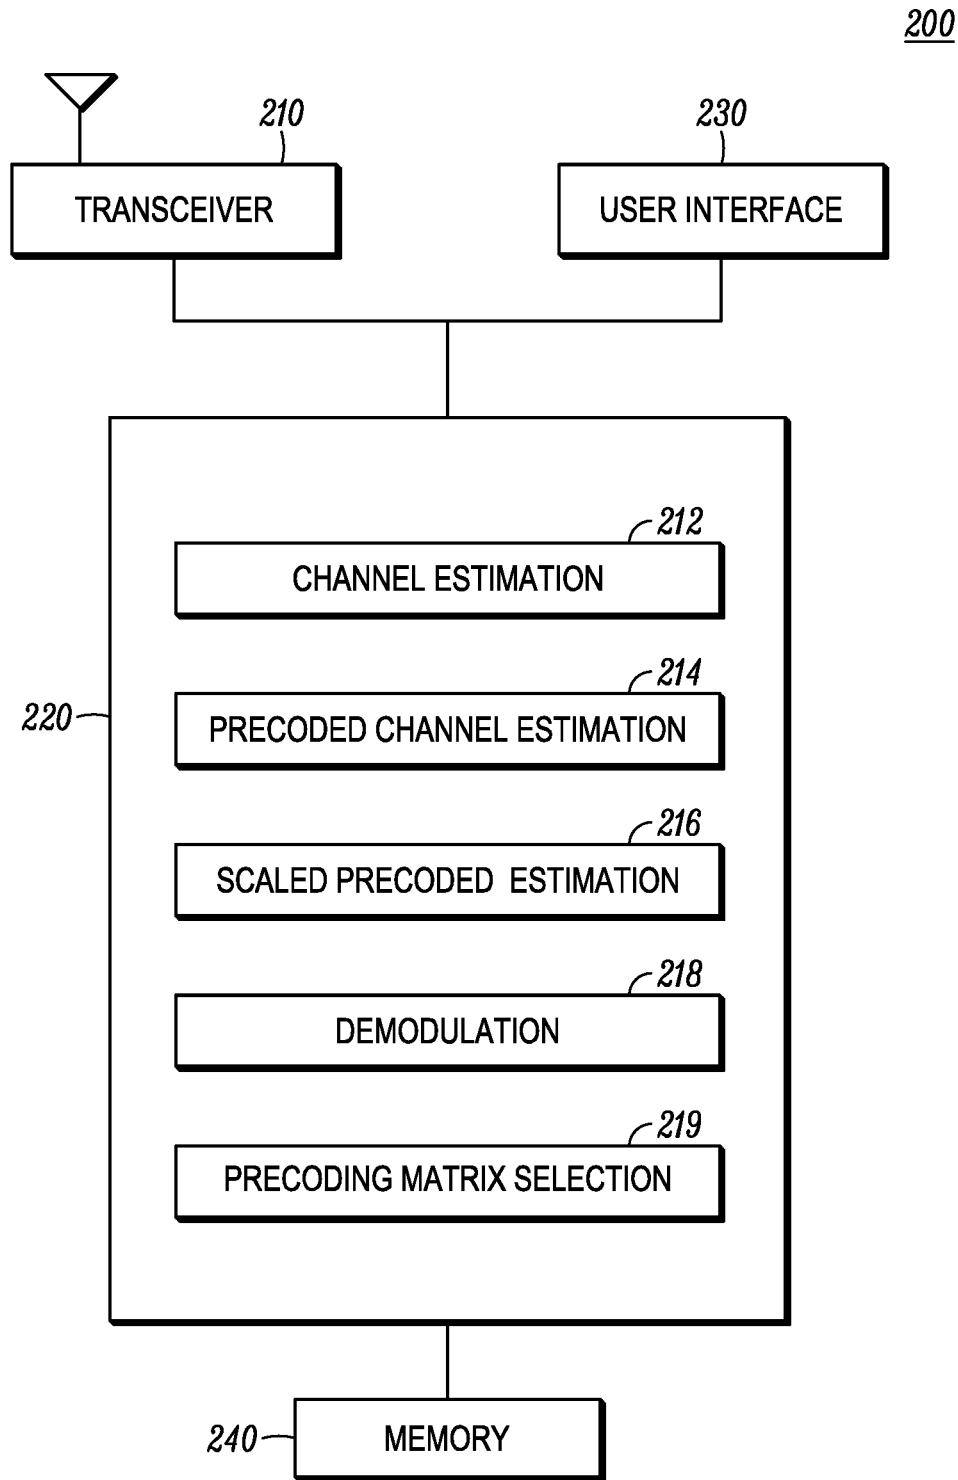 200
210
230
TRANSCEIVER
USER INTERFACE
212
CHANNEL ESTIMATION
214
220
PRECODED CHANNEL ESTIMATION
216
SCALED PRECODED ESTIMATION
218
DEMODULATION
219
PRECODING MATRIX SELECTION
240
MEMORY